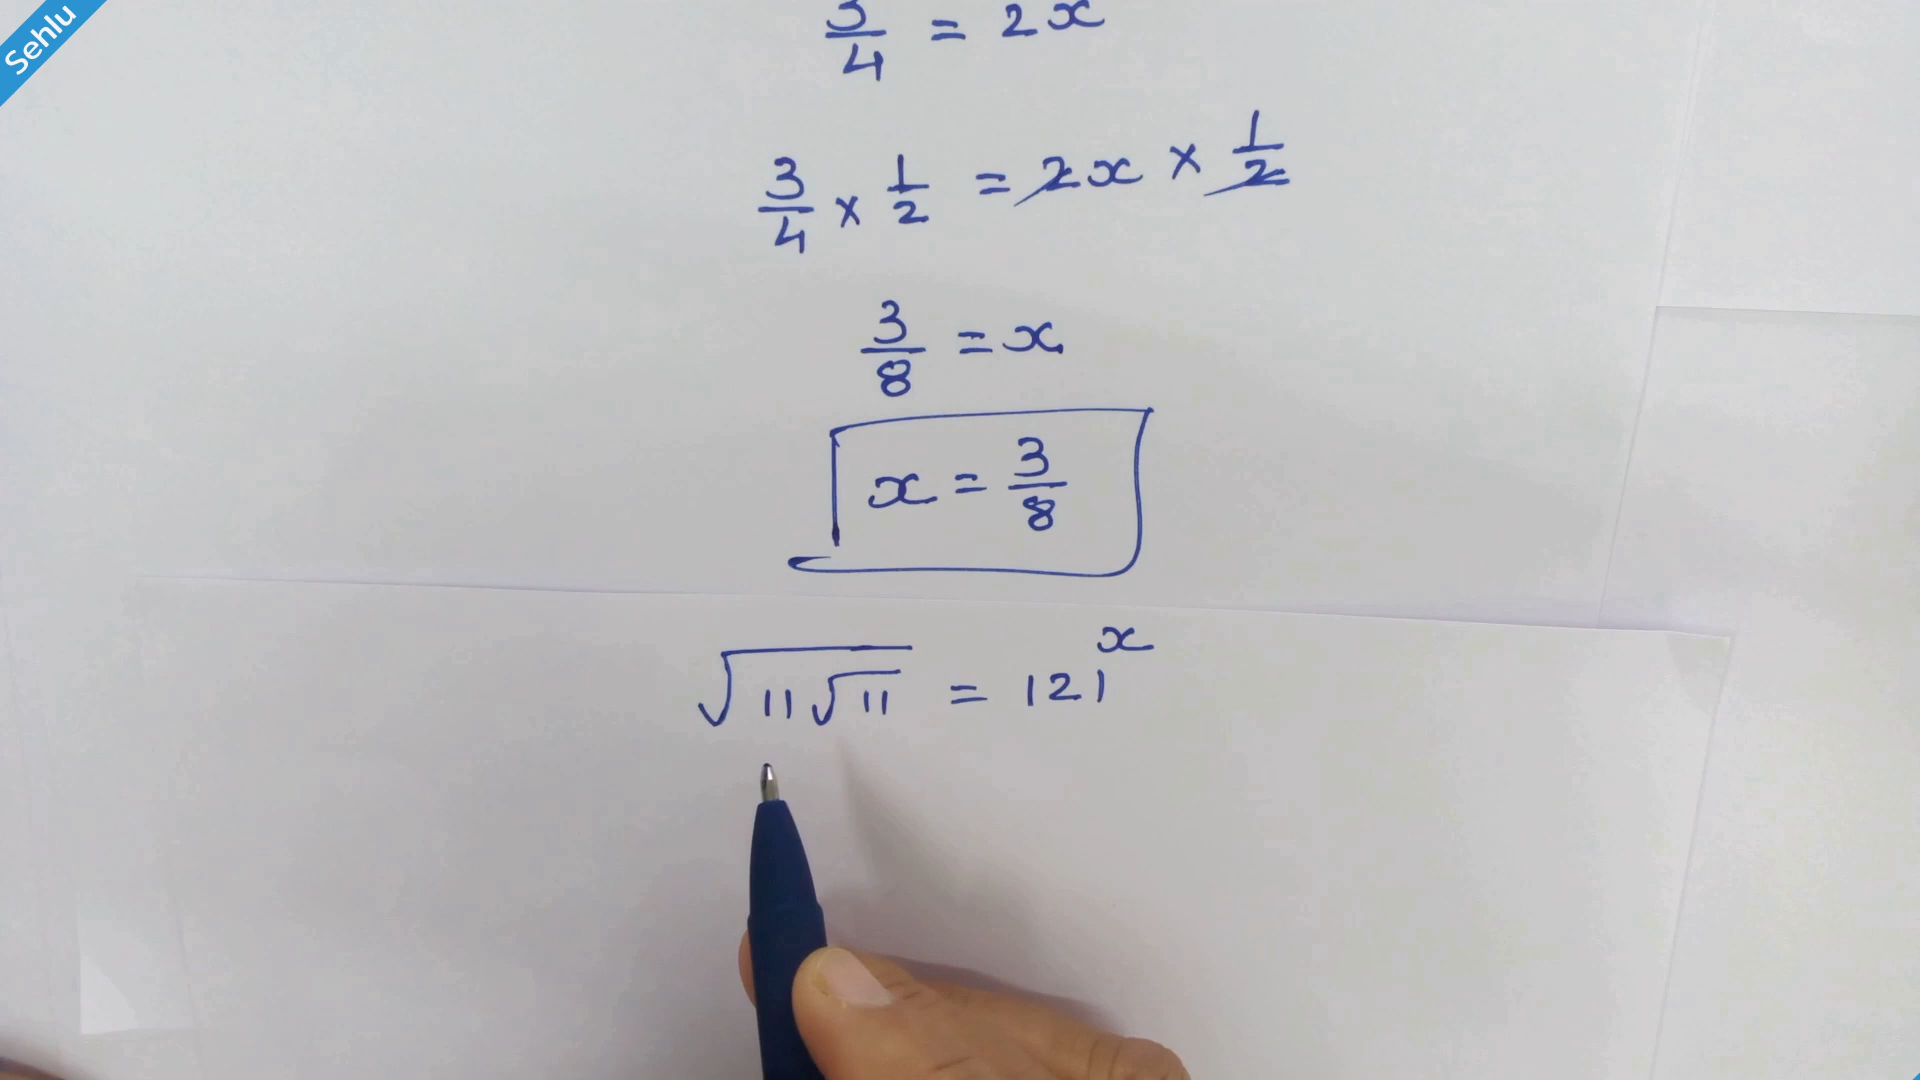 Sehlu
3/4 = 2x
3/4 × 1/2 = 2x × 1/2
3/8 = x
x = 3/8
√(11√11) = 121^x